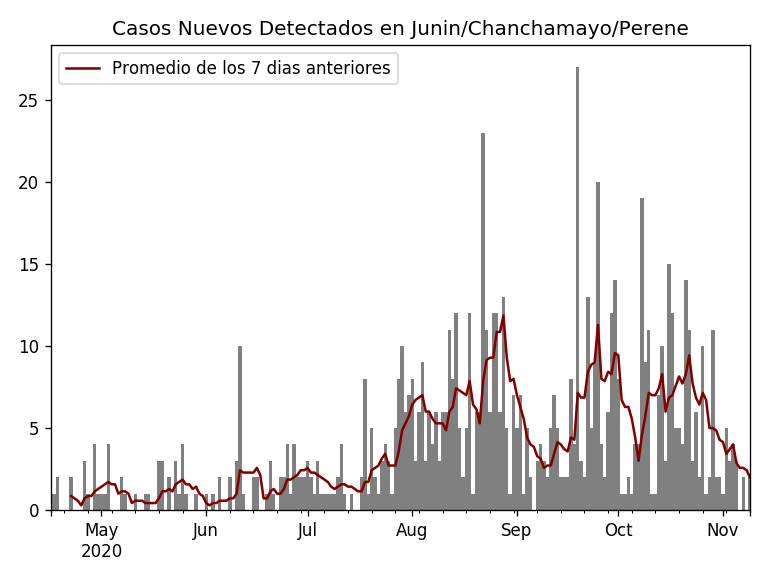 Casos Nuevos Detectados en Junin/Chanchamayo/Perene
Promedio de los 7 dias anteriores
25
20
15
10
5
0
May Jun Jul Aug Sep Oct Nov
2020